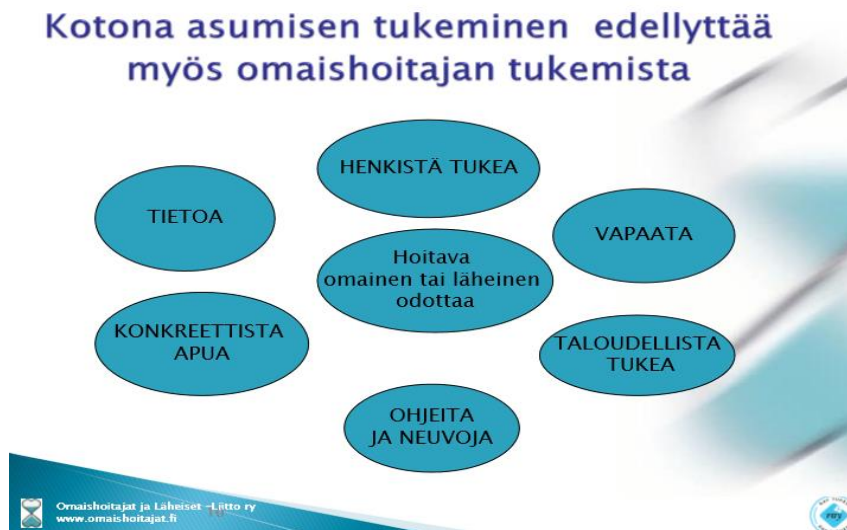 Kotona asumisen tukeminen edellyttää
myös omaishoitajan tukemista
HENKISTÄ TUKEA
TIETOA
VAPAATA
Hoitava
omainen tai läheinen
odottaa
KONKREETTISTA
APUA
TALOUDELLISTA
TUKEA
OHJEITA
JA NEUVOJA
Omaishoitajat ja Läheiset -Liitto ry
www.omaishoitajat.fi
ray